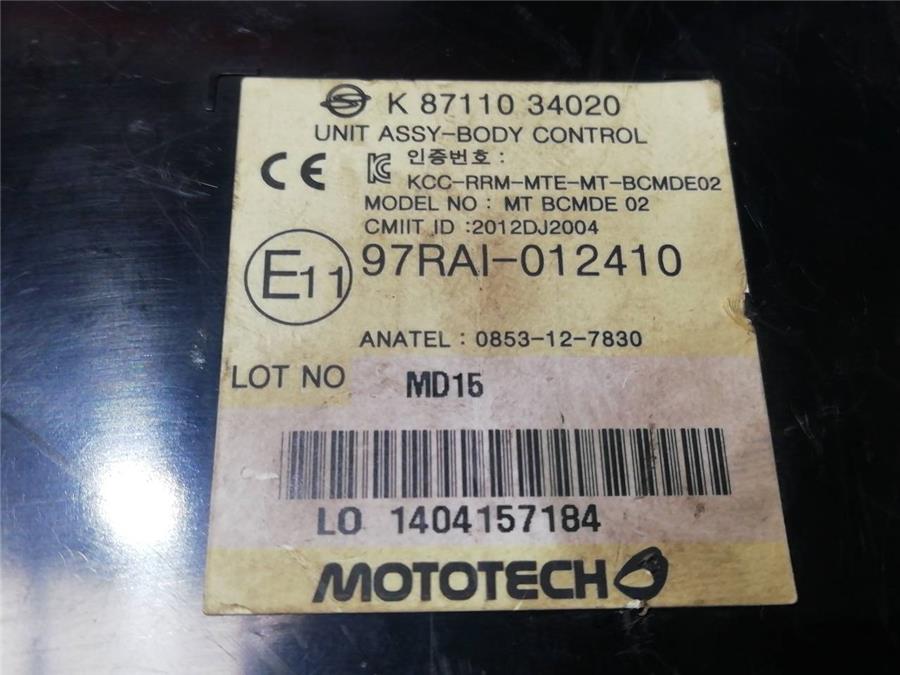 K 87110 34020
UNIT ASSY-BODY CONTROL
CE
인증번호 :
KCC-RRM-MTE-MT-BCMDE02
MODEL NO : MT BCMDE 02
CMIIT ID :2012DJ2004
E11
97RAI-012410
ANATEL : 0853-12-7830
LOT NO
MD15
LO 1404157184
MOTOTECH